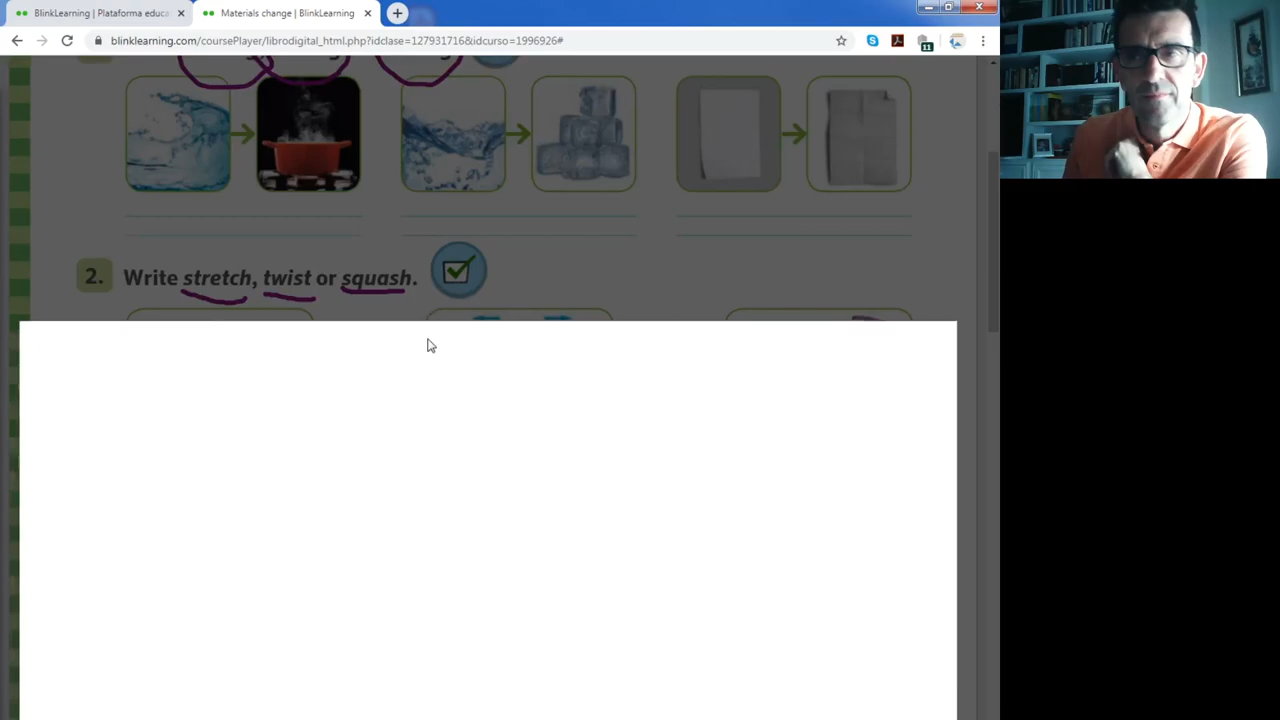 BlinkLearning | Plataforma educa
Materials change | BlinkLearning
blinklearning.com/coursePlayer/librodigital_html.php?idclase=127931716&idcurso=1996926#
11
2. Write stretch, twist or squash.